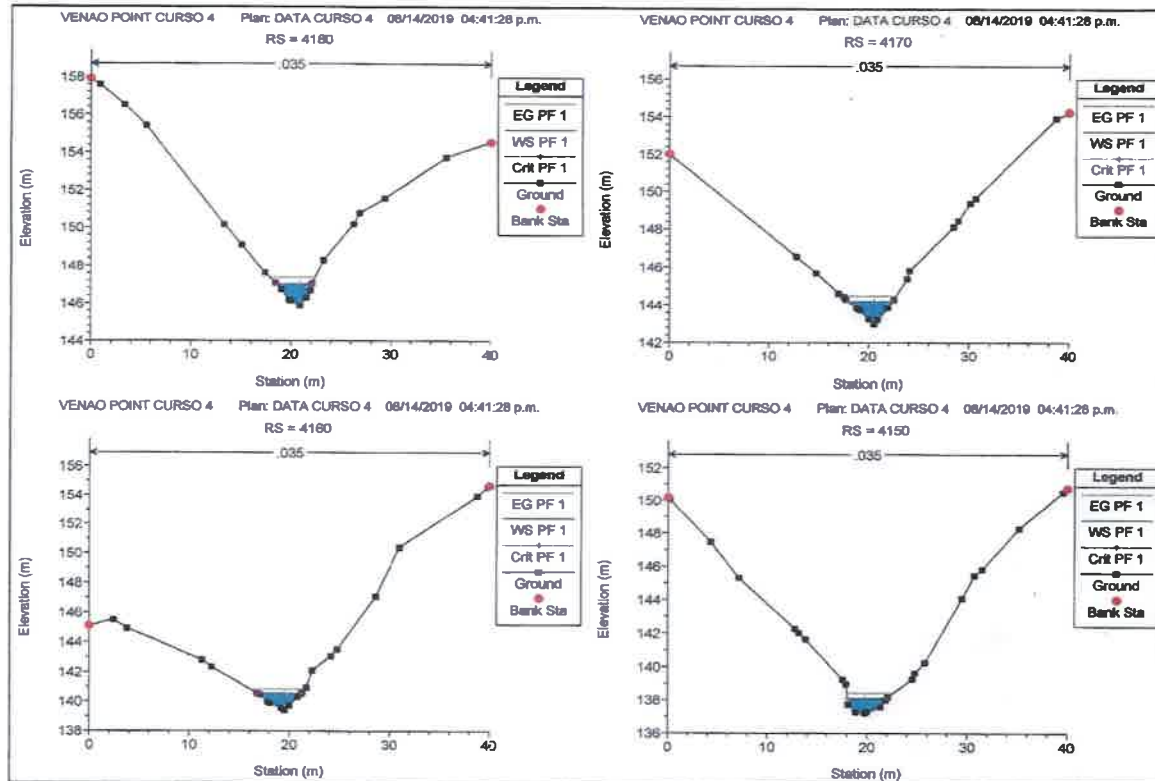 VENAO POINT CURSO 4 Plan: DATA CURSO 4 08/14/2019 04:41:28 p.m.
RS = 4180
.035
Elevation (m)
158
156
154
152
150
148
146
144
0
10
20
30
40
Station (m)
Legend
EG PF 1
WS PF 1
Crit PF 1
Ground
Bank Sta
VENAO POINT CURSO 4 Plan: DATA CURSO 4 08/14/2019 04:41:28 p.m.
RS = 4170
.035
Elevation (m)
156
154
152
150
148
146
144
142
0
10
20
30
40
Station (m)
Legend
EG PF 1
WS PF 1
Crit PF 1
Ground
Bank Sta
VENAO POINT CURSO 4 Plan: DATA CURSO 4 08/14/2019 04:41:28 p.m.
RS = 4160
.035
Elevation (m)
156
154
152
150
148
146
144
142
140
138
0
10
20
30
40
Station (m)
Legend
EG PF 1
WS PF 1
Crit PF 1
Ground
Bank Sta
VENAO POINT CURSO 4 Plan: DATA CURSO 4 08/14/2019 04:41:28 p.m.
RS = 4150
.035
Elevation (m)
152
150
148
146
144
142
140
138
136
0
10
20
30
40
Station (m)
Legend
EG PF 1
WS PF 1
Crit PF 1
Ground
Bank Sta